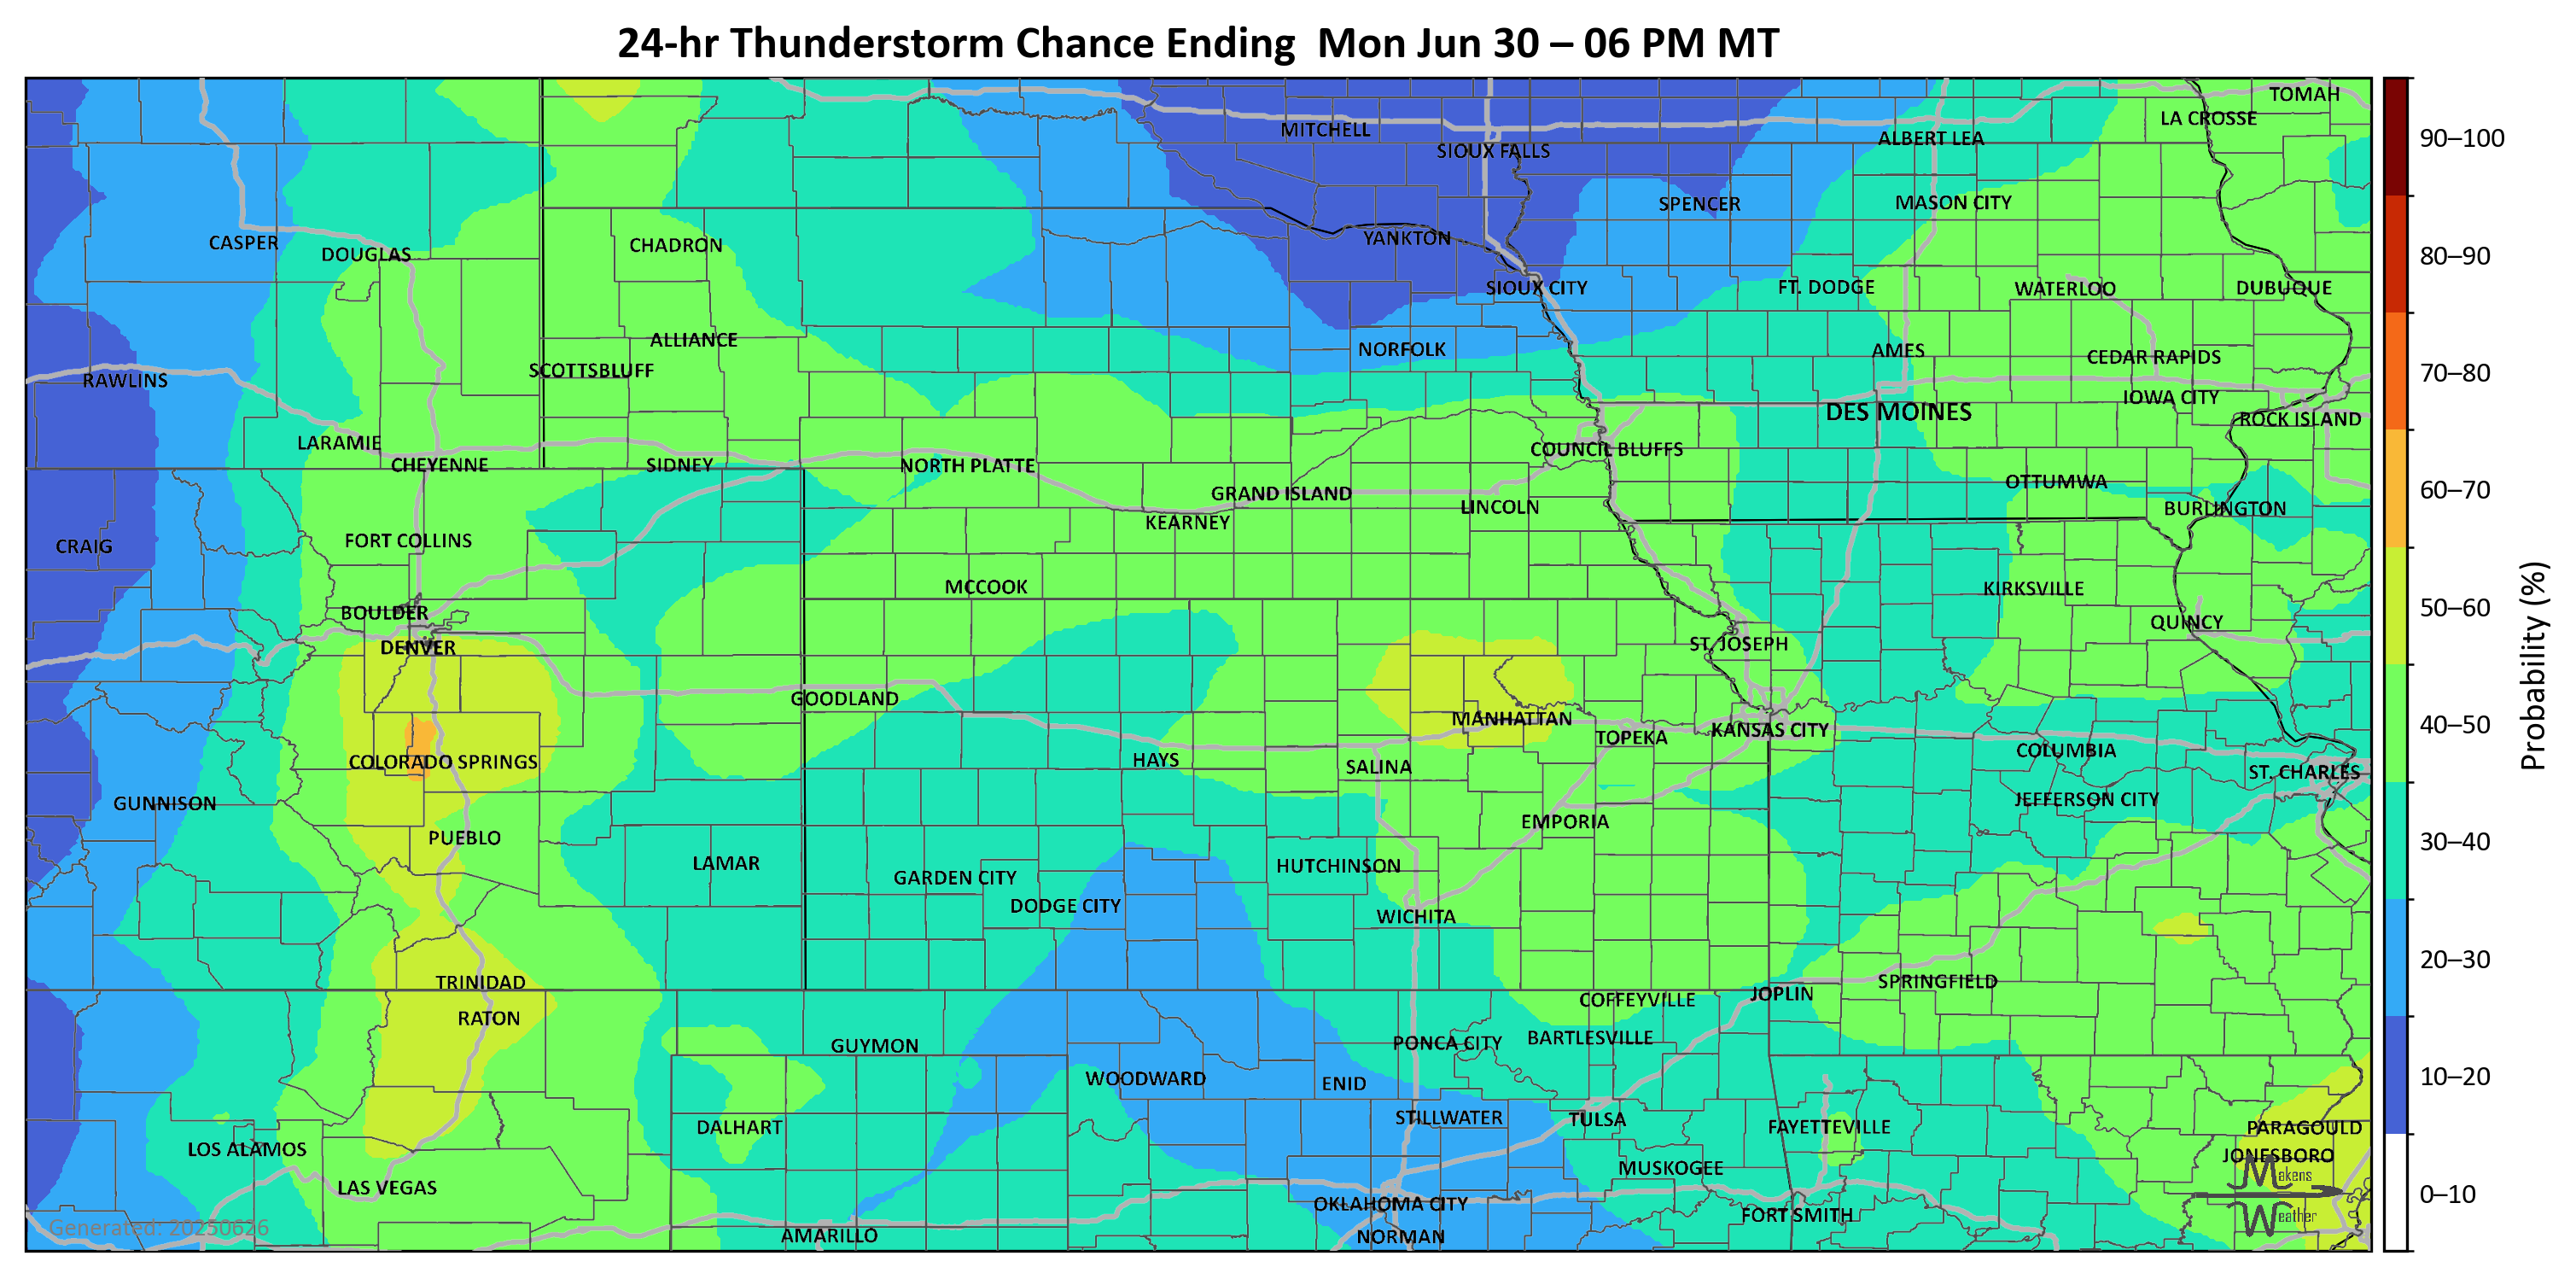 24-hr Thunderstorm Chance Ending  Mon Jun 30 – 06 PM MT
TOMAH
LA CROSSE
MITCHELL
ALBERT LEA
SIOUX FALLS
SPENCER
MASON CITY
CASPER
DOUGLAS
CHADRON
YANKTON
SIOUX CITY
FT. DODGE
WATERLOO
DUBUQUE
ALLIANCE
NORFOLK
AMES
CEDAR RAPIDS
RAWLINS
SCOTTSBLUFF
IOWA CITY
DES MOINES
ROCK ISLAND
LARAMIE
COUNCIL BLUFFS
CHEYENNE
SIDNEY
NORTH PLATTE
OTTUMWA
GRAND ISLAND
LINCOLN
BURLINGTON
KEARNEY
CRAIG
FORT COLLINS
MCCOOK
KIRKSVILLE
BOULDER
QUINCY
DENVER
ST. JOSEPH
GOODLAND
MANHATTAN
KANSAS CITY
TOPEKA
COLUMBIA
COLORADO SPRINGS
HAYS
SALINA
ST. CHARLES
GUNNISON
JEFFERSON CITY
EMPORIA
PUEBLO
LAMAR
HUTCHINSON
GARDEN CITY
DODGE CITY
WICHITA
TRINIDAD
SPRINGFIELD
JOPLIN
COFFEYVILLE
RATON
BARTLESVILLE
PONCA CITY
GUYMON
WOODWARD
ENID
STILLWATER
TULSA
DALHART
FAYETTEVILLE
PARAGOULD
LOS ALAMOS
JONESBORO
MUSKOGEE
LAS VEGAS
OKLAHOMA CITY
FORT SMITH
AMARILLO
NORMAN
Generated: 20250626
Makens
Weather
90–100
80–90
70–80
60–70
50–60
40–50
30–40
20–30
10–20
0–10
Probability (%)